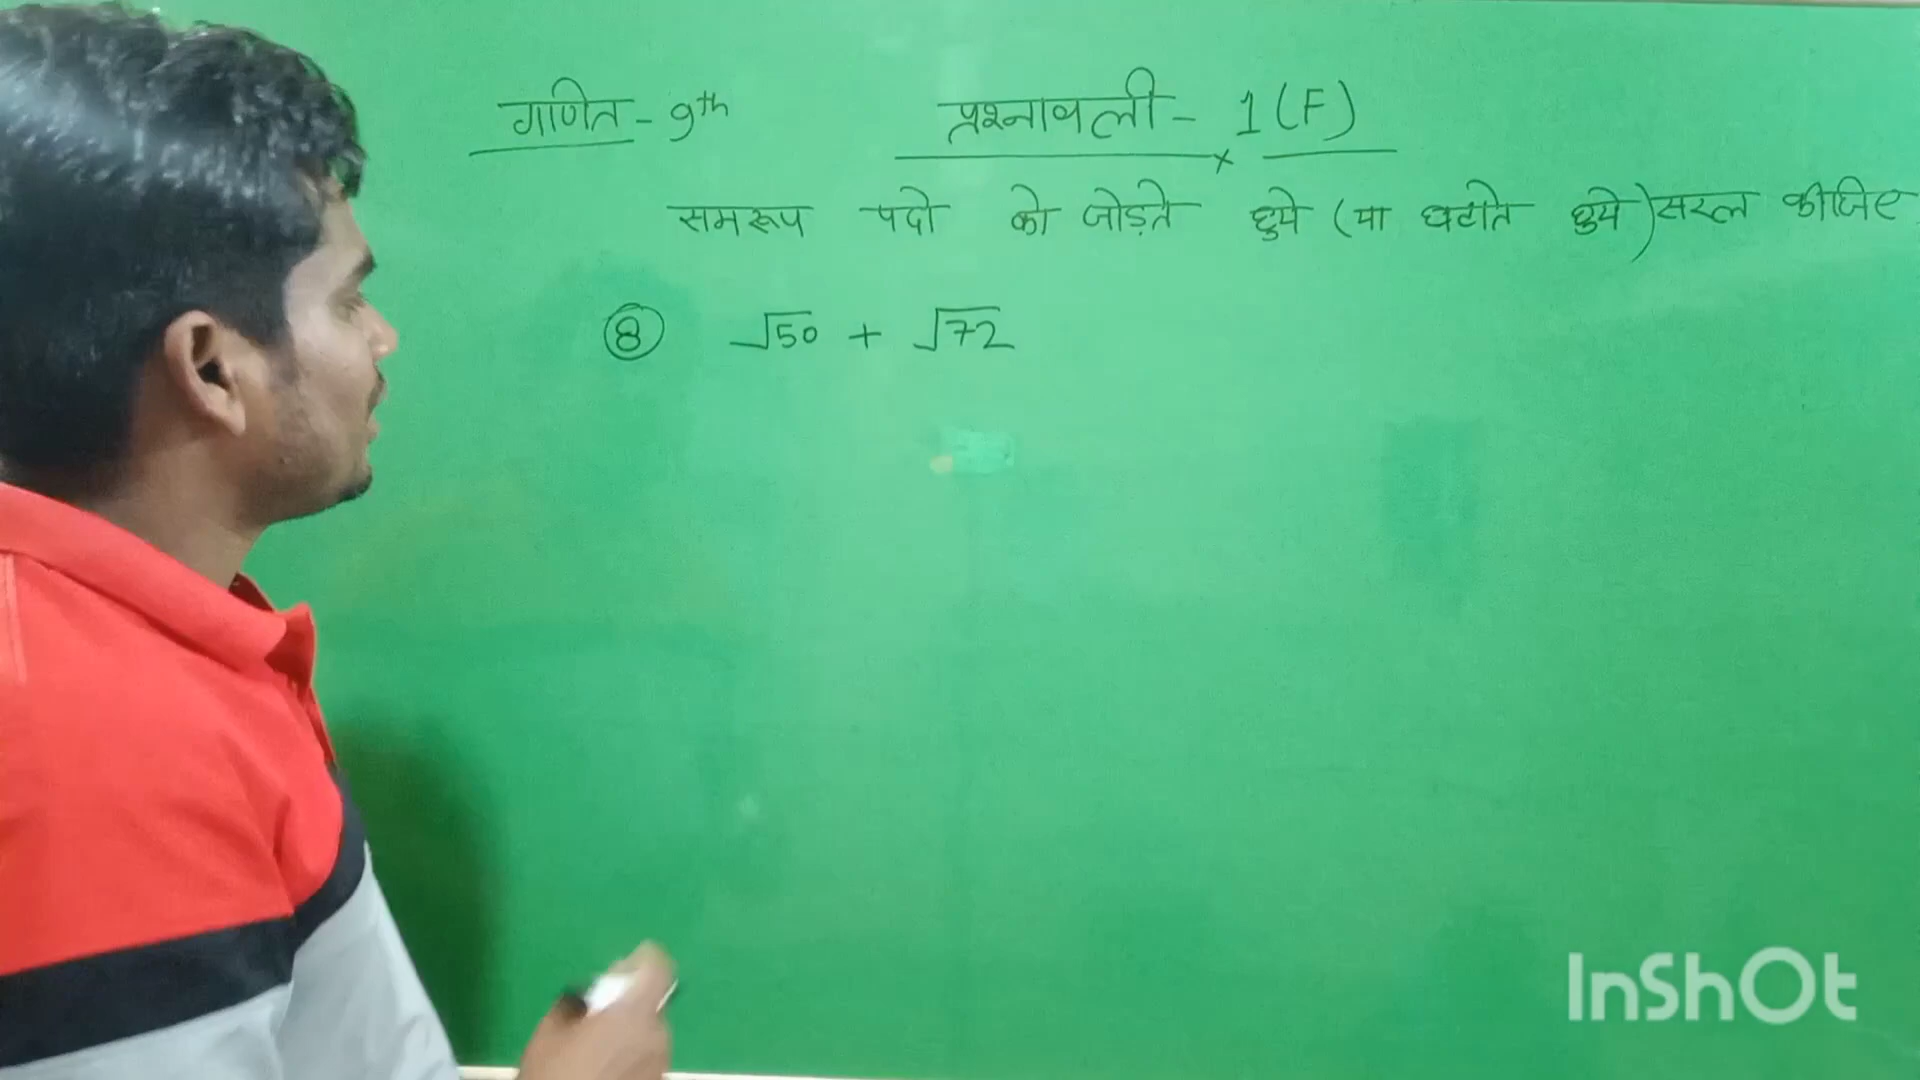 गणित - 9th प्रश्नावली - 1(F)
समरूप पदो को जोड़ते हुये (या घटाते हुये) सरल कीजिए
8 √50 + √72
InShOt